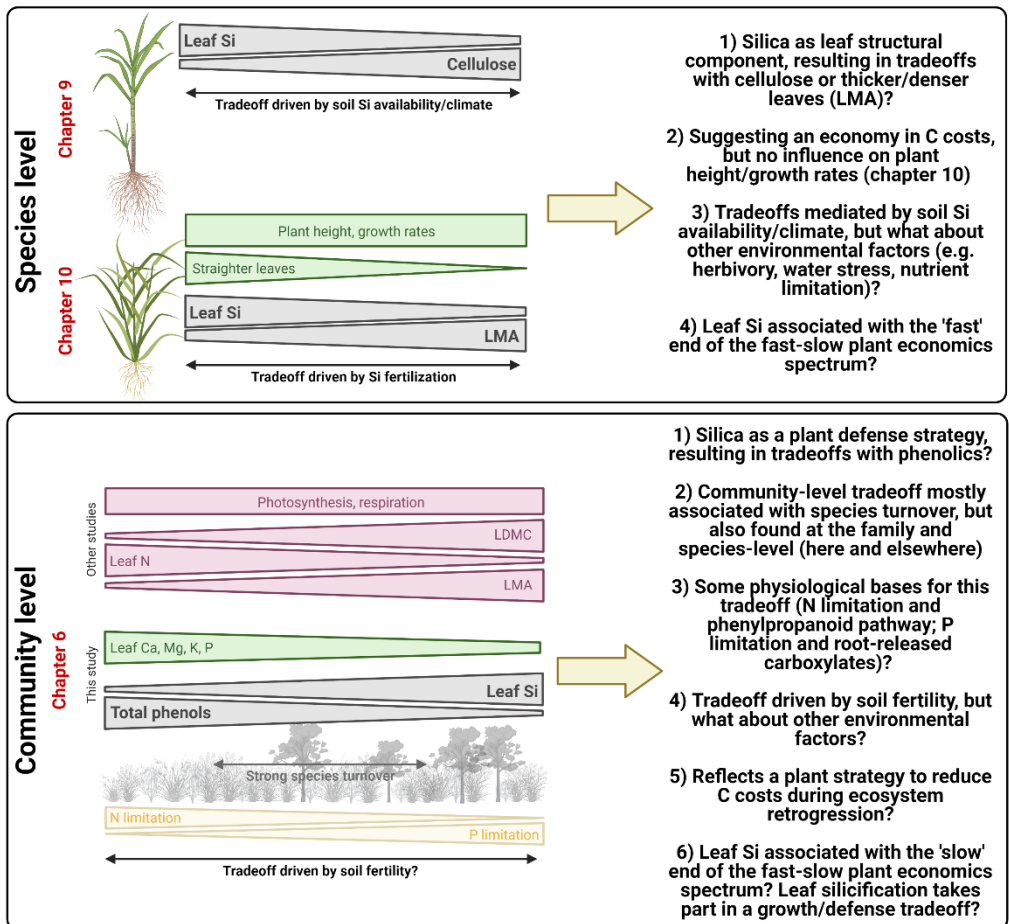 Species level
Chapter 9
Leaf Si
Cellulose
Tradeoff driven by soil Si availability/climate
Chapter 10
Plant height, growth rates
Straighter leaves
Leaf Si
LMA
Tradeoff driven by Si fertilization
1) Silica as leaf structural
component, resulting in tradeoffs
with cellulose or thicker/denser
leaves (LMA)?
2) Suggesting an economy in C costs,
but no influence on plant
height/growth rates (chapter 10)
3) Tradeoffs mediated by soil Si
availability/climate, but what about
other environmental factors (e.g.
herbivory, water stress, nutrient
limitation)?
4) Leaf Si associated with the 'fast'
end of the fast-slow plant economics
spectrum?
Community level
Chapter 6
Other studies
Photosynthesis, respiration
LDMC
Leaf N
LMA
This study
Leaf Ca, Mg, K, P
Leaf Si
Total phenols
Strong species turnover
N limitation
P limitation
Tradeoff driven by soil fertility?
1) Silica as a plant defense strategy,
resulting in tradeoffs with phenolics?
2) Community-level tradeoff mostly
associated with species turnover, but
also found at the family and
species-level (here and elsewhere)
3) Some physiological bases for this
tradeoff (N limitation and
phenylpropanoid pathway; P
limitation and root-released
carboxylates)?
4) Tradeoff driven by soil fertility, but
what about other environmental
factors?
5) Reflects a plant strategy to reduce
C costs during ecosystem
retrogression?
6) Leaf Si associated with the 'slow'
end of the fast-slow plant economics
spectrum? Leaf silicification takes
part in a growth/defense tradeoff?